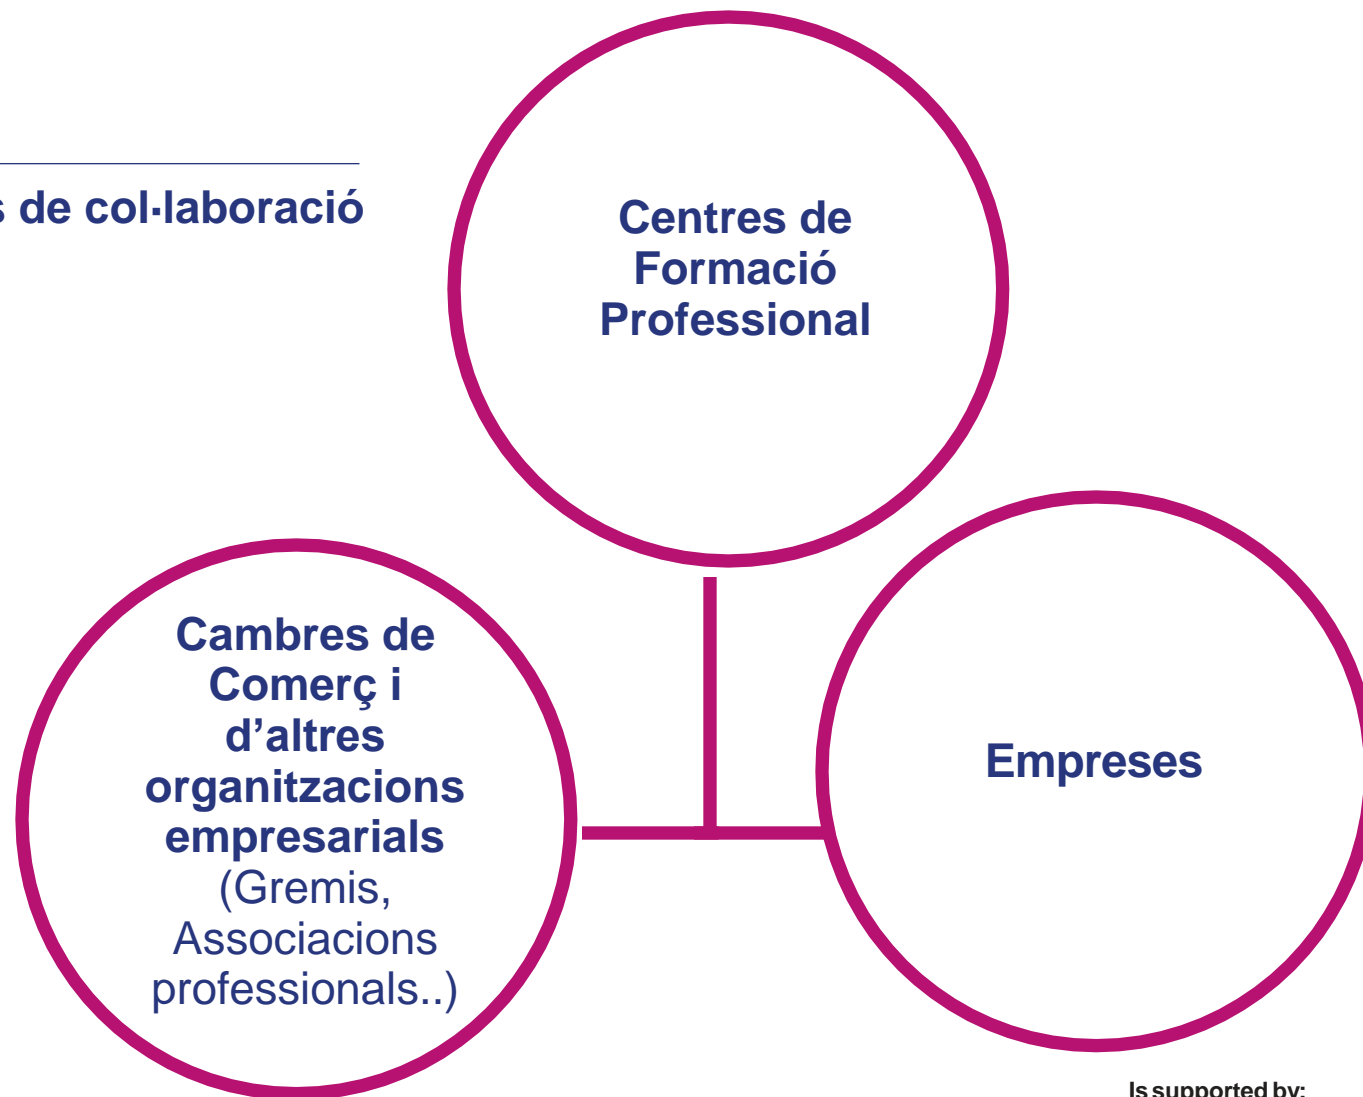 s de col·laboració
Centres de
Formació
Professional
Cambres de
Comerç i
d’altres
organitzacions
empresarials
(Gremis,
Associacions
professionals..)
Empreses
Is supported by: